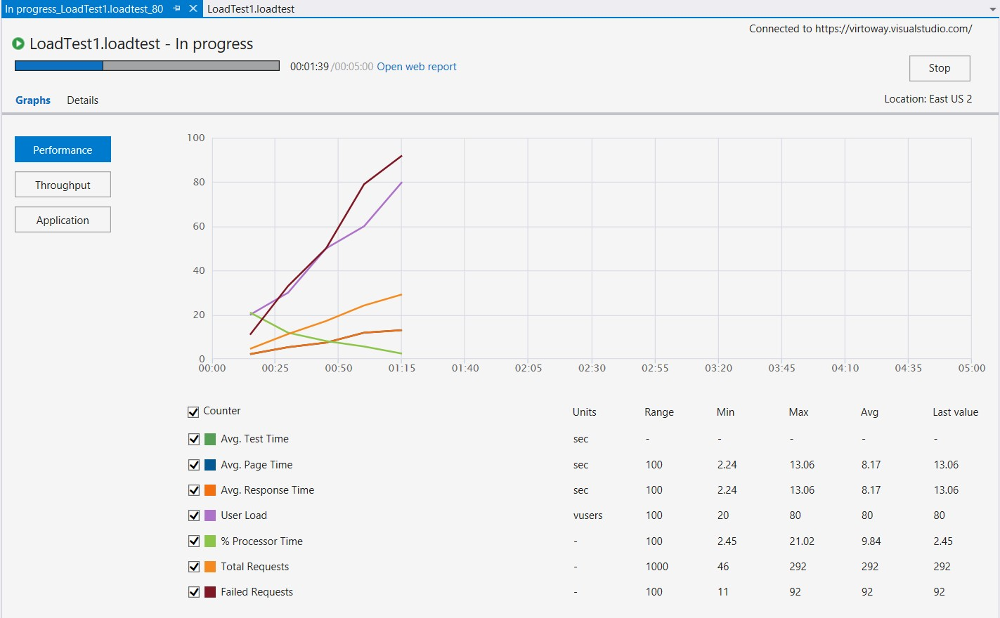 In progress_LoadTest1.loadtest_80 LoadTest1.loadtest
Connected to https://virtoway.visualstudio.com/
LoadTest1.loadtest - In progress
00:01:39 /00:05:00 Open web report
Stop
Graphs Details
Location: East US 2
Performance
Throughput
Application
100
80
60
40
20
0
00:00 00:25 00:50 01:15 01:40 02:05 02:30 02:55 03:20 03:45 04:10 04:35 05:00
Counter Units Range Min Max Avg Last value
Avg. Test Time sec - - - - -
Avg. Page Time sec 100 2.24 13.06 8.17 13.06
Avg. Response Time sec 100 2.24 13.06 8.17 13.06
User Load vusers 100 20 80 80 80
% Processor Time - 100 2.45 21.02 9.84 2.45
Total Requests - 1000 46 292 292 292
Failed Requests - 100 11 92 92 92